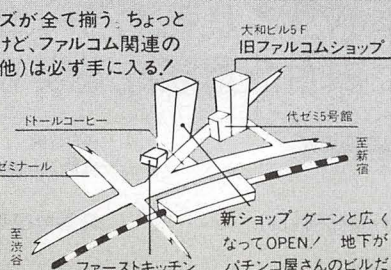 ズが全て揃う。ちょっと
けど、ファルコム関連の
他)は必ず手に入る!
大和ビル5F
旧ファルコムショップ
ドトールコーヒー
代ゼミ5号館
ゼミナール
至新宿
至渋谷
新ショップ グーンと広く
なってOPEN! 地下が
パチンコ屋さんのビルだ
ファーストキッチン